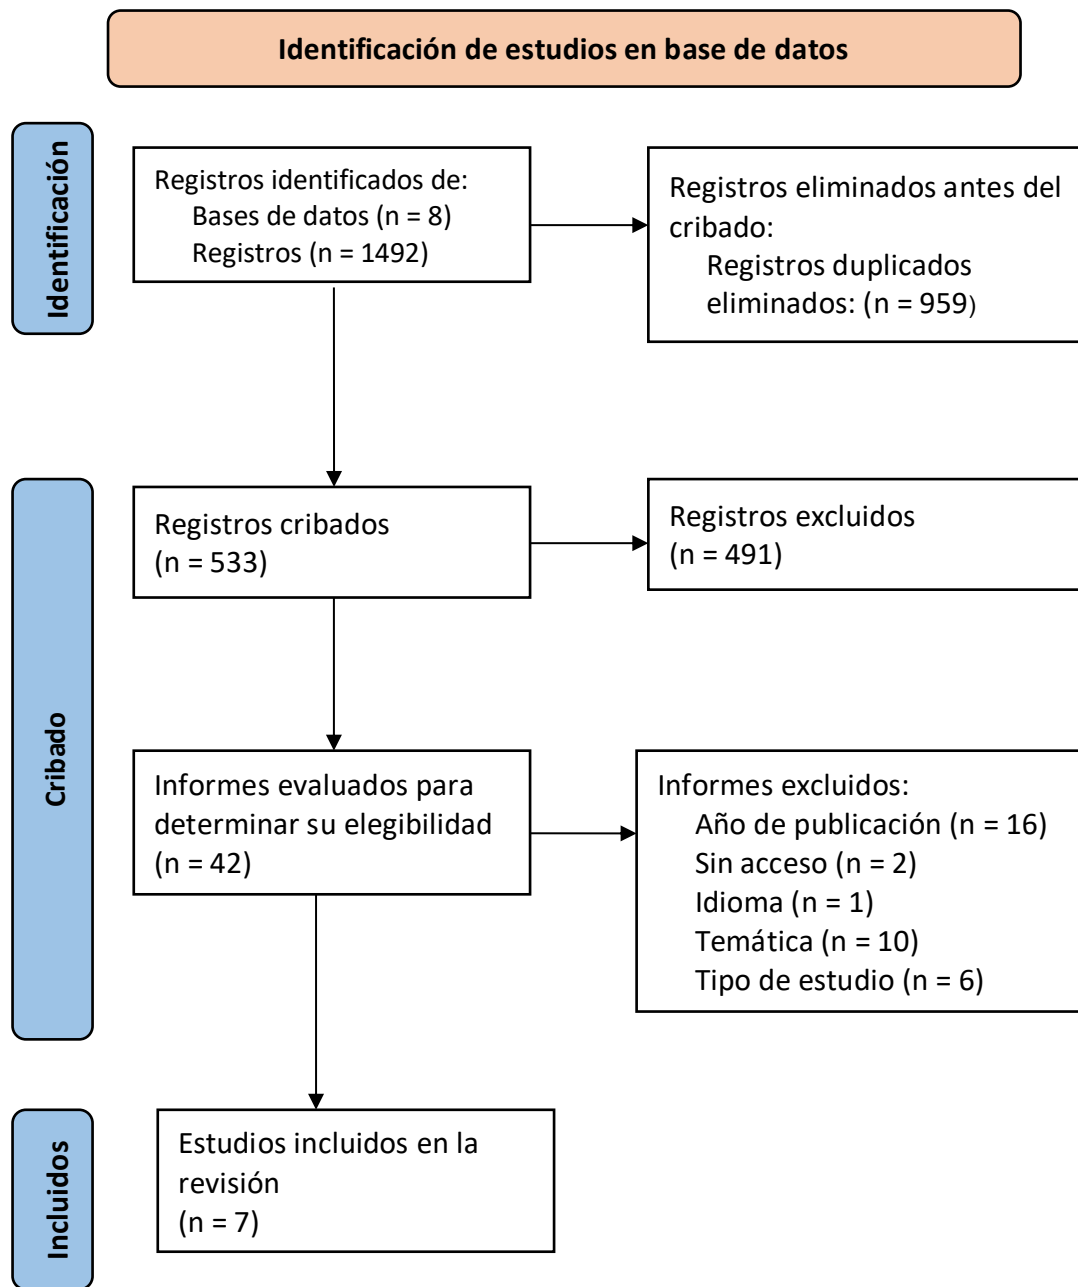 Identificación de estudios en base de datos
Identificación
Registros identificados de:
Bases de datos (n = 8)
Registros (n = 1492)
Registros eliminados antes del
cribado:
Registros duplicados
eliminados: (n = 959)
Cribado
Registros cribados
(n = 533)
Registros excluidos
(n = 491)
Informes evaluados para
determinar su elegibilidad
(n = 42)
Informes excluidos:
Año de publicación (n = 16)
Sin acceso (n = 2)
Idioma (n = 1)
Temática (n = 10)
Tipo de estudio (n = 6)
Incluidos
Estudios incluidos en la
revisión
(n = 7)